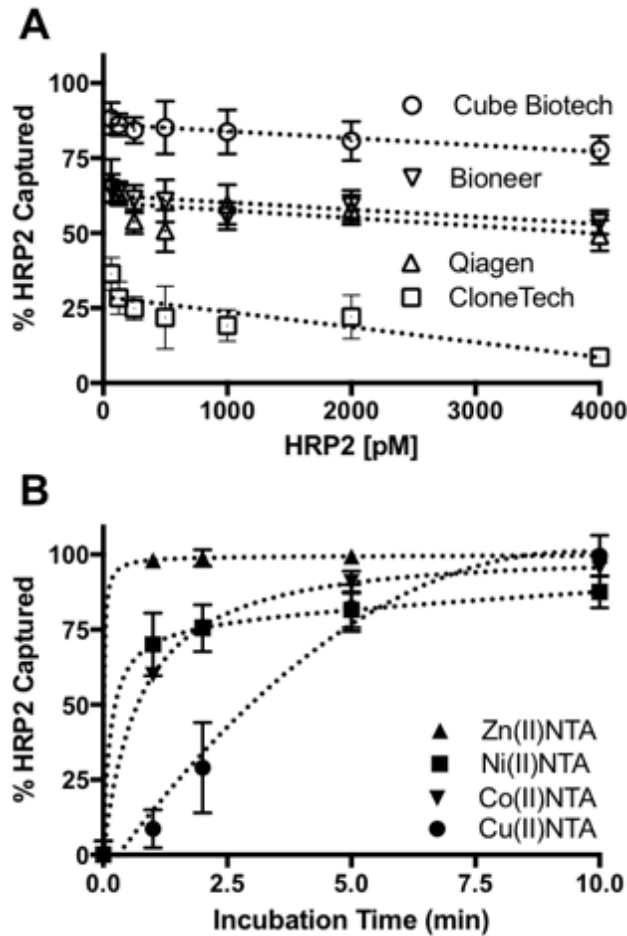 A
% HRP2 Captured
100
75
50
25
0
Cube Biotech
Bioneer
Qiagen
CloneTech
0 1000 2000 3000 4000
HRP2 [pM]
B
% HRP2 Captured
100
75
50
25
0
Zn(II)NTA
Ni(II)NTA
Co(II)NTA
Cu(II)NTA
0.0 2.5 5.0 7.5 10.0
Incubation Time (min)